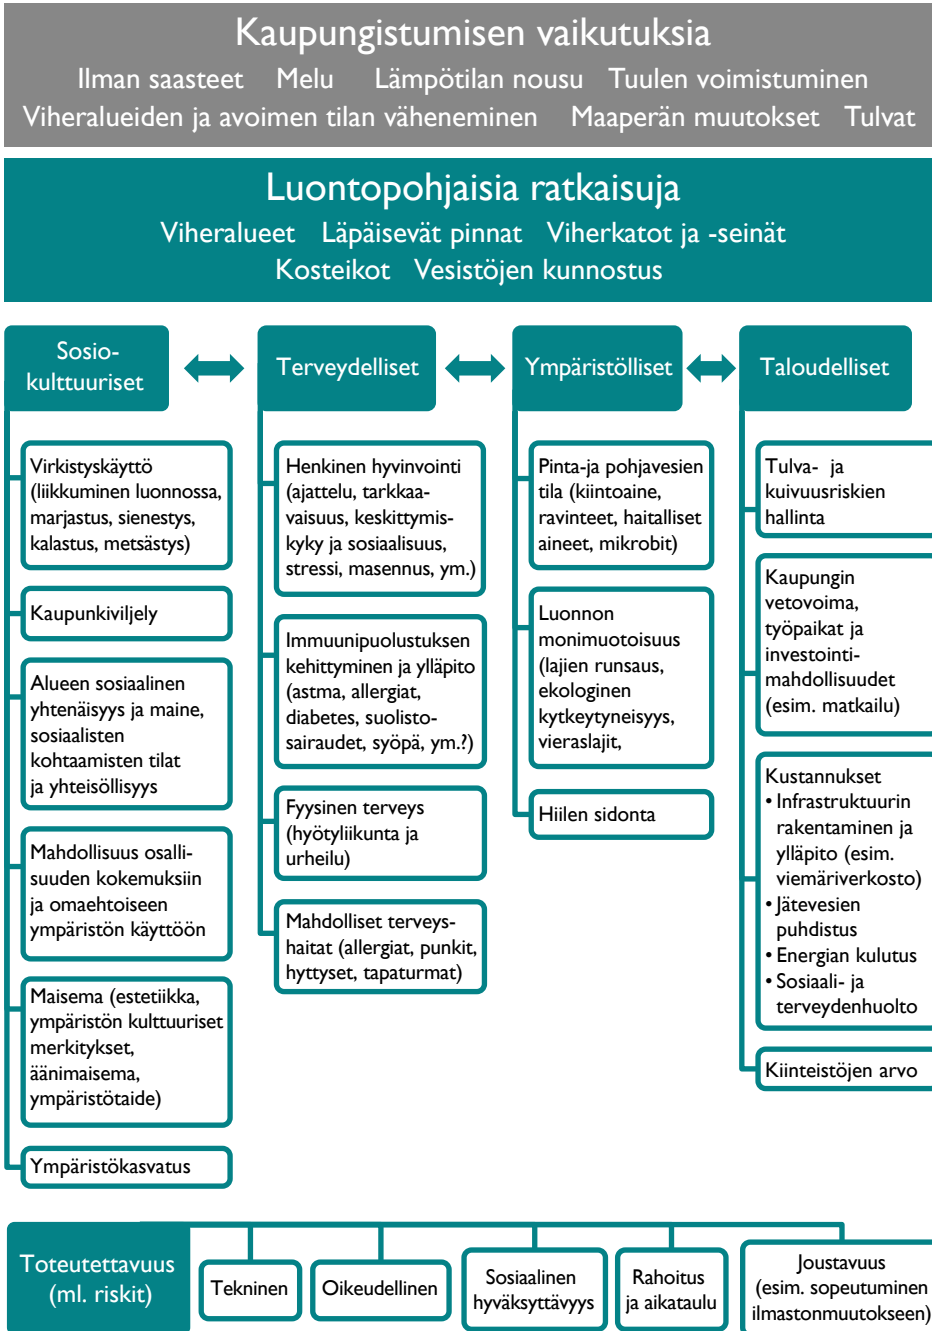 Kaupungistumisen vaikutuksia
Ilman saasteet Melu Lämpötilan nousu Tuulen voimistuminen
Viheralueiden ja avoimen tilan väheneminen Maaperän muutokset Tulvat
Luontopohjaisia ratkaisuja
Viheralueet Läpäisevät pinnat Viherkatot ja -seinät
Kosteikot Vesistöjen kunnostus
Sosio-
kulttuuriset
Virkistyskäyttö
(liikkuminen luonnossa,
marjastus, sienestys,
kalastus, metsästys)
Kaupunkiviljely
Alueen sosiaalinen
yhtenäisyys ja maine,
sosiaalisten
kohtaamisten tilat
ja yhteisöllisyys
Mahdollisuus osalli-
suuden kokemuksiin
ja omaehtoiseen
ympäristön käyttöön
Maisema (estetiikka,
ympäristön kulttuuriset
merkitykset,
äänimaisema,
ympäristötaide)
Ympäristökasvatus
Terveydelliset
Henkinen hyvinvointi
(ajattelu, tarkkaa-
vaisuus, keskittymis-
kyky ja sosiaalisuus,
stressi, masennus, ym.)
Immuunipuolustuksen
kehittyminen ja ylläpito
(astma, allergiat,
diabetes, suolisto-
sairaudet, syöpä, ym.?)
Fyysinen terveys
(hyötyliikunta ja
urheilu)
Mahdolliset terveys-
haitat (allergiat, punkit,
hyttyset, tapaturmat)
Ympäristölliset
Pinta-ja pohjavesien
tila (kiintoaine,
ravinteet, haitalliset
aineet, mikrobit)
Luonnon
monimuotoisuus
(lajien runsaus,
ekologinen
kytkeytyneisyys,
vieraslajit,
Hiilen sidonta
Taloudelliset
Tulva- ja
kuivuusriskien
hallinta
Kaupungin
vetovoima,
työpaikat ja
investointi-
mahdollisuudet
(esim. matkailu)
Kustannukset
• Infrastruktuurin
rakentaminen ja
ylläpito (esim.
viemäriverkosto)
• Jätevesien
puhdistus
• Energian kulutus
• Sosiaali- ja
terveydenhuolto
Kiinteistöjen arvo
Toteutettavuus
(ml. riskit)
Tekninen
Oikeudellinen
Sosiaalinen
hyväksyttävyys
Rahoitus
ja aikataulu
Joustavuus
(esim. sopeutuminen
ilmastonmuutokseen)